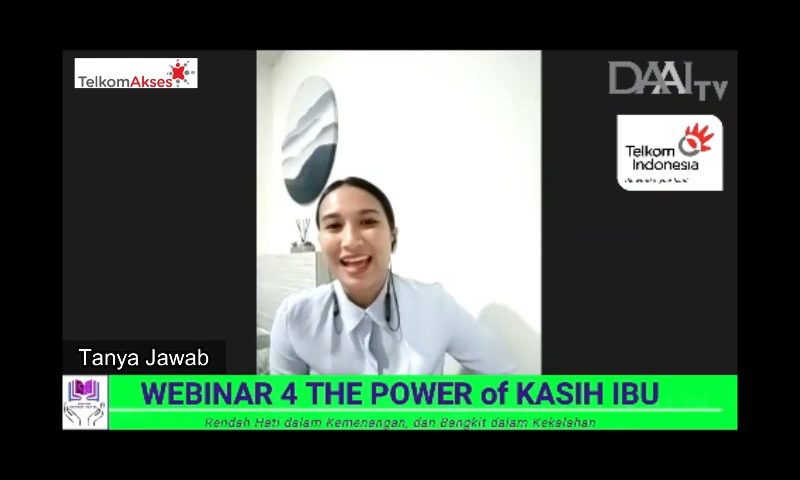 TelkomAkses
DAAI TV
Telkom
Indonesia
Tanya Jawab
WEBINAR 4 THE POWER of KASIH IBU
Rendah Hati dalam Kemenangan, dan Bangkit dalam Kekalahan